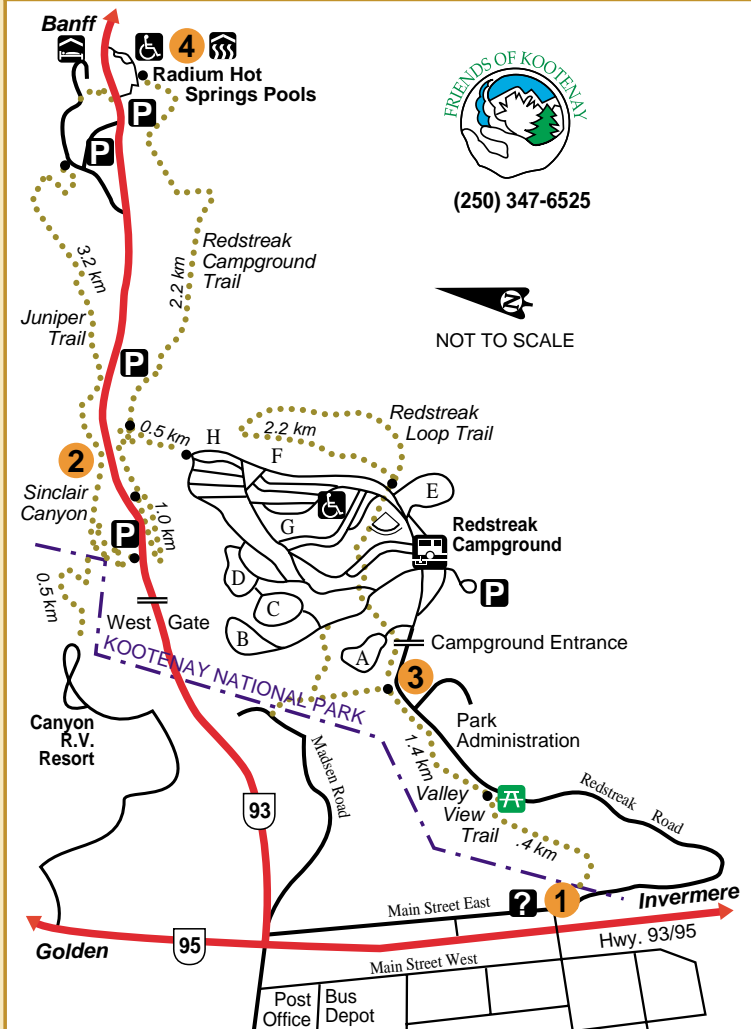 Banff
4
Radium Hot
Springs Pools
P
P
FRIENDS OF KOOTENAY
(250) 347-6525
3.2 km
Redstreak
Campground
Trail
2.2 km
N
NOT TO SCALE
Juniper
Trail
P
Redstreak
Loop Trail
2.2 km
0.5 km
H
F
2
Sinclair
Canyon
E
G
1.0 km
P
Redstreak
Campground
D
C
P
0.5 km
West Gate
B
A
Campground Entrance
KOOTENAY NATIONAL PARK
3
Canyon
R.V.
Resort
Park
Administration
Madsen Road
1.4 km
93
Valley
View
Trail
Redstreak Road
.4 km
Main Street East
?
1
Invermere
Golden
95
Hwy. 93/95
Main Street West
Post
Office
Bus
Depot